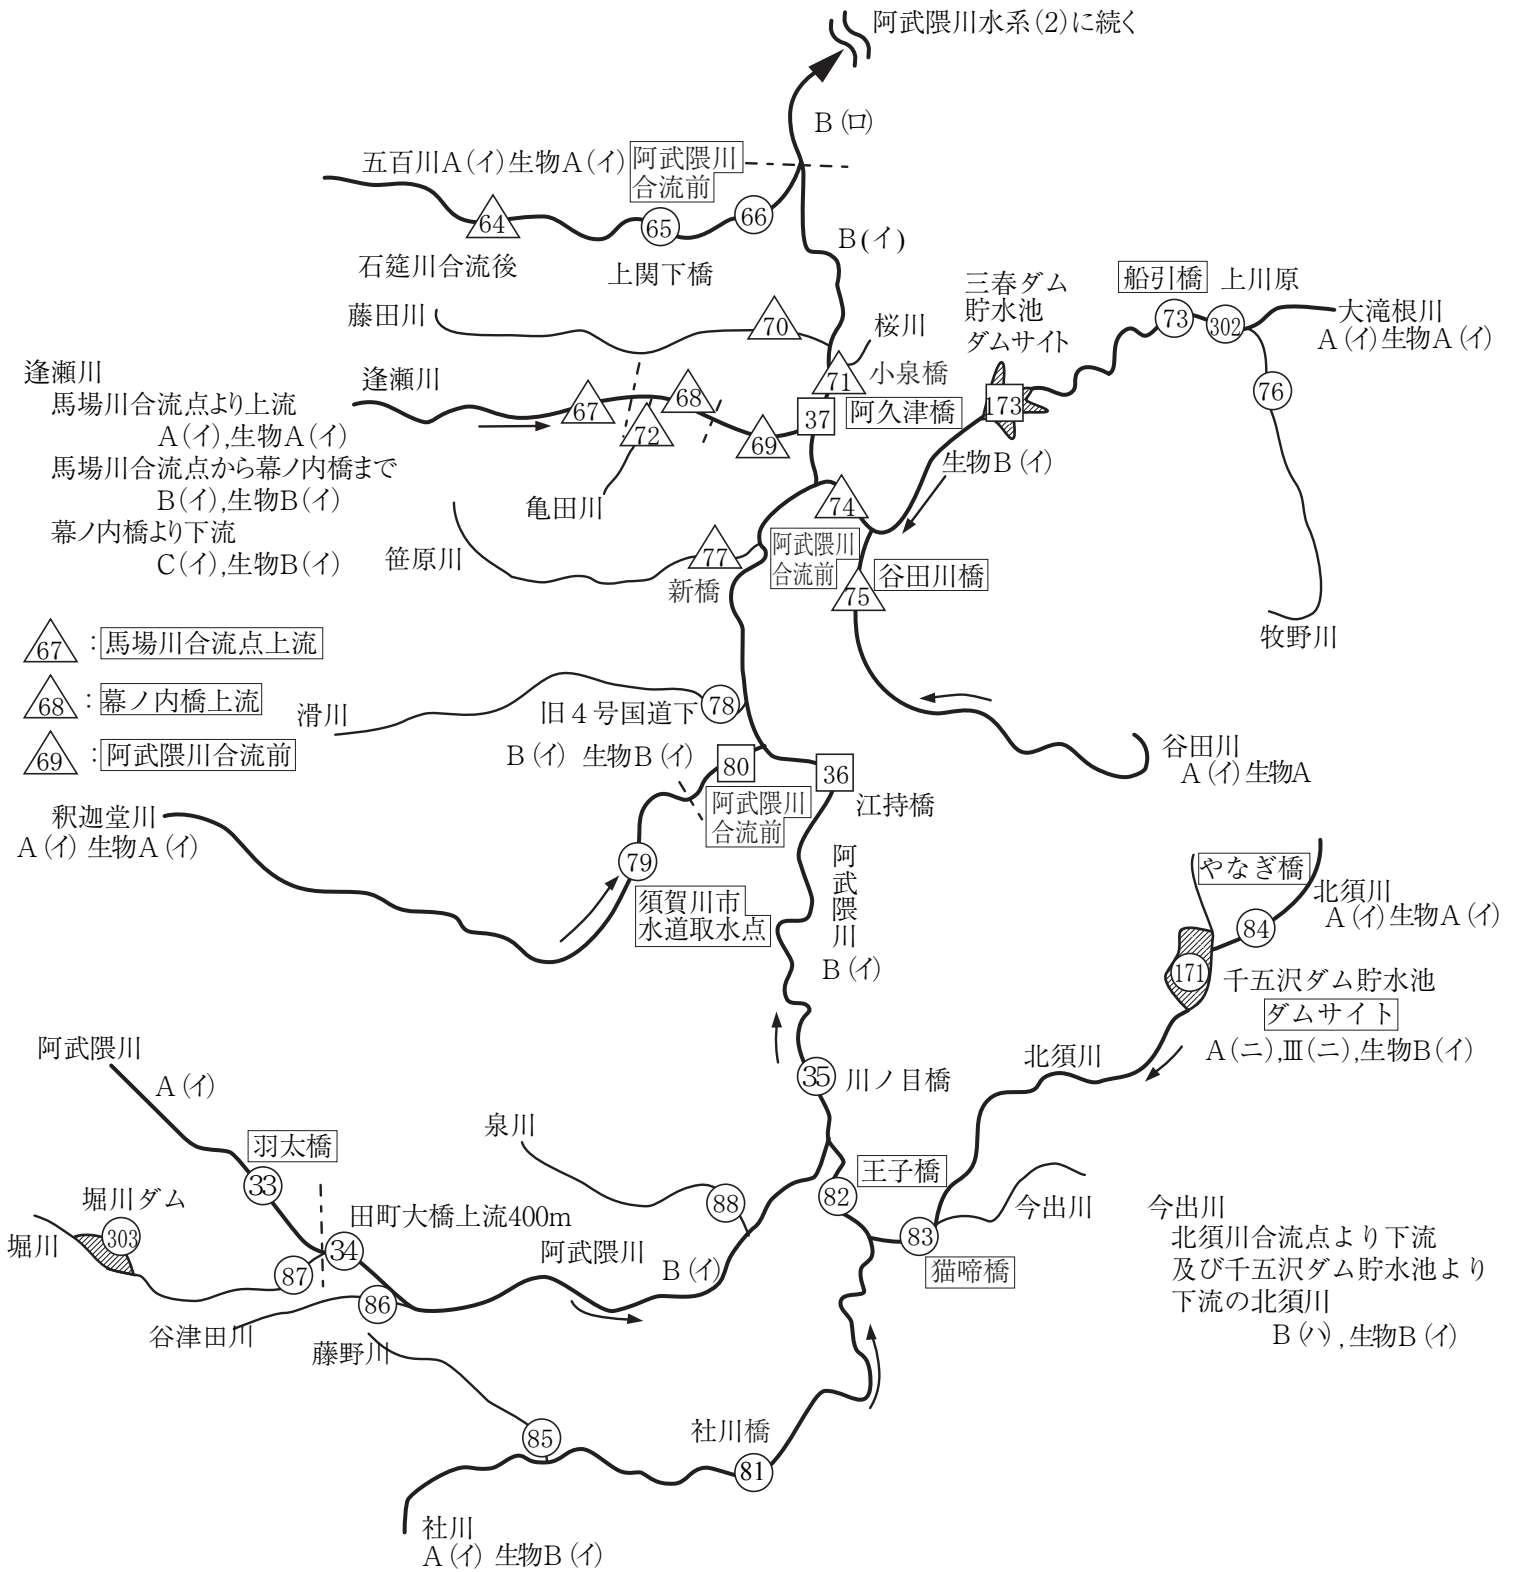 阿武隈川水系(2)に続く
B(ロ)
五百川A(イ)生物A(イ)
阿武隈川
合流前
64
65
66
石筵川合流後
上関下橋
B(イ)
藤田川
70
桜川
三春ダム
貯水池
ダムサイト
船引橋
上川原
73
302
大滝根川
A(イ)生物A(イ)
76
牧野川
173
生物B(イ)
71
小泉橋
37
阿久津橋
逢瀬川
馬場川合流点より上流
A(イ),生物A(イ)
馬場川合流点から幕ノ内橋まで
B(イ),生物B(イ)
幕ノ内橋より下流
C(イ),生物B(イ)
逢瀬川
67
68
72
69
亀田川
笹原川
77
新橋
74
阿武隈川
合流前
75
谷田川橋
谷田川
A(イ)生物A
67
:馬場川合流点上流
68
:幕ノ内橋上流
69
:阿武隈川合流前
滑川
旧4号国道下
78
B(イ) 生物B(イ)
80
阿武隈川
合流前
36
江持橋
釈迦堂川
A(イ) 生物A(イ)
79
須賀川市
水道取水点
阿武隈川
B(イ)
やなぎ橋
84
北須川
A(イ)生物A(イ)
171
千五沢ダム貯水池
ダムサイト
A(ニ),Ⅲ(ニ),生物B(イ)
北須川
35
川ノ目橋
阿武隈川
A(イ)
羽太橋
33
34
田町大橋上流400m
堀川ダム
303
堀川
87
86
谷津田川
泉川
88
阿武隈川
B(イ)
王子橋
82
83
猫啼橋
今出川
今出川
北須川合流点より下流
及び千五沢ダム貯水池より
下流の北須川
B(ハ),生物B(イ)
藤野川
85
社川橋
81
社川
A(イ) 生物B(イ)